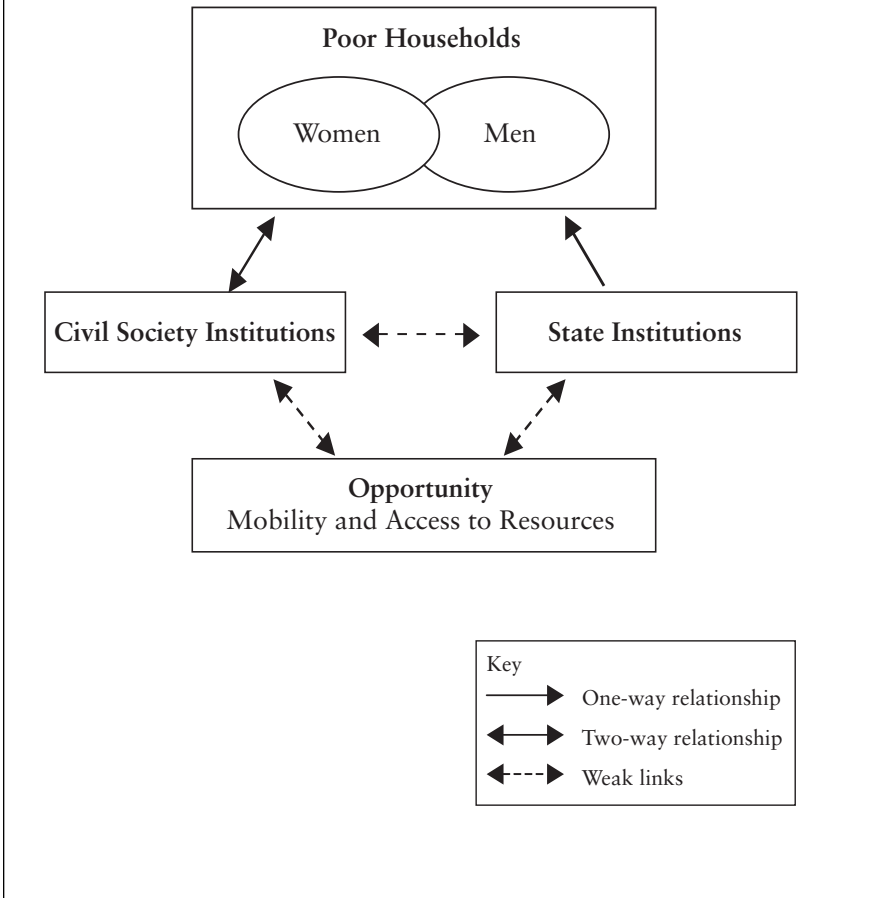 Poor Households
Women
Men
Civil Society Institutions
State Institutions
Opportunity
Mobility and Access to Resources
Key
One-way relationship
Two-way relationship
Weak links